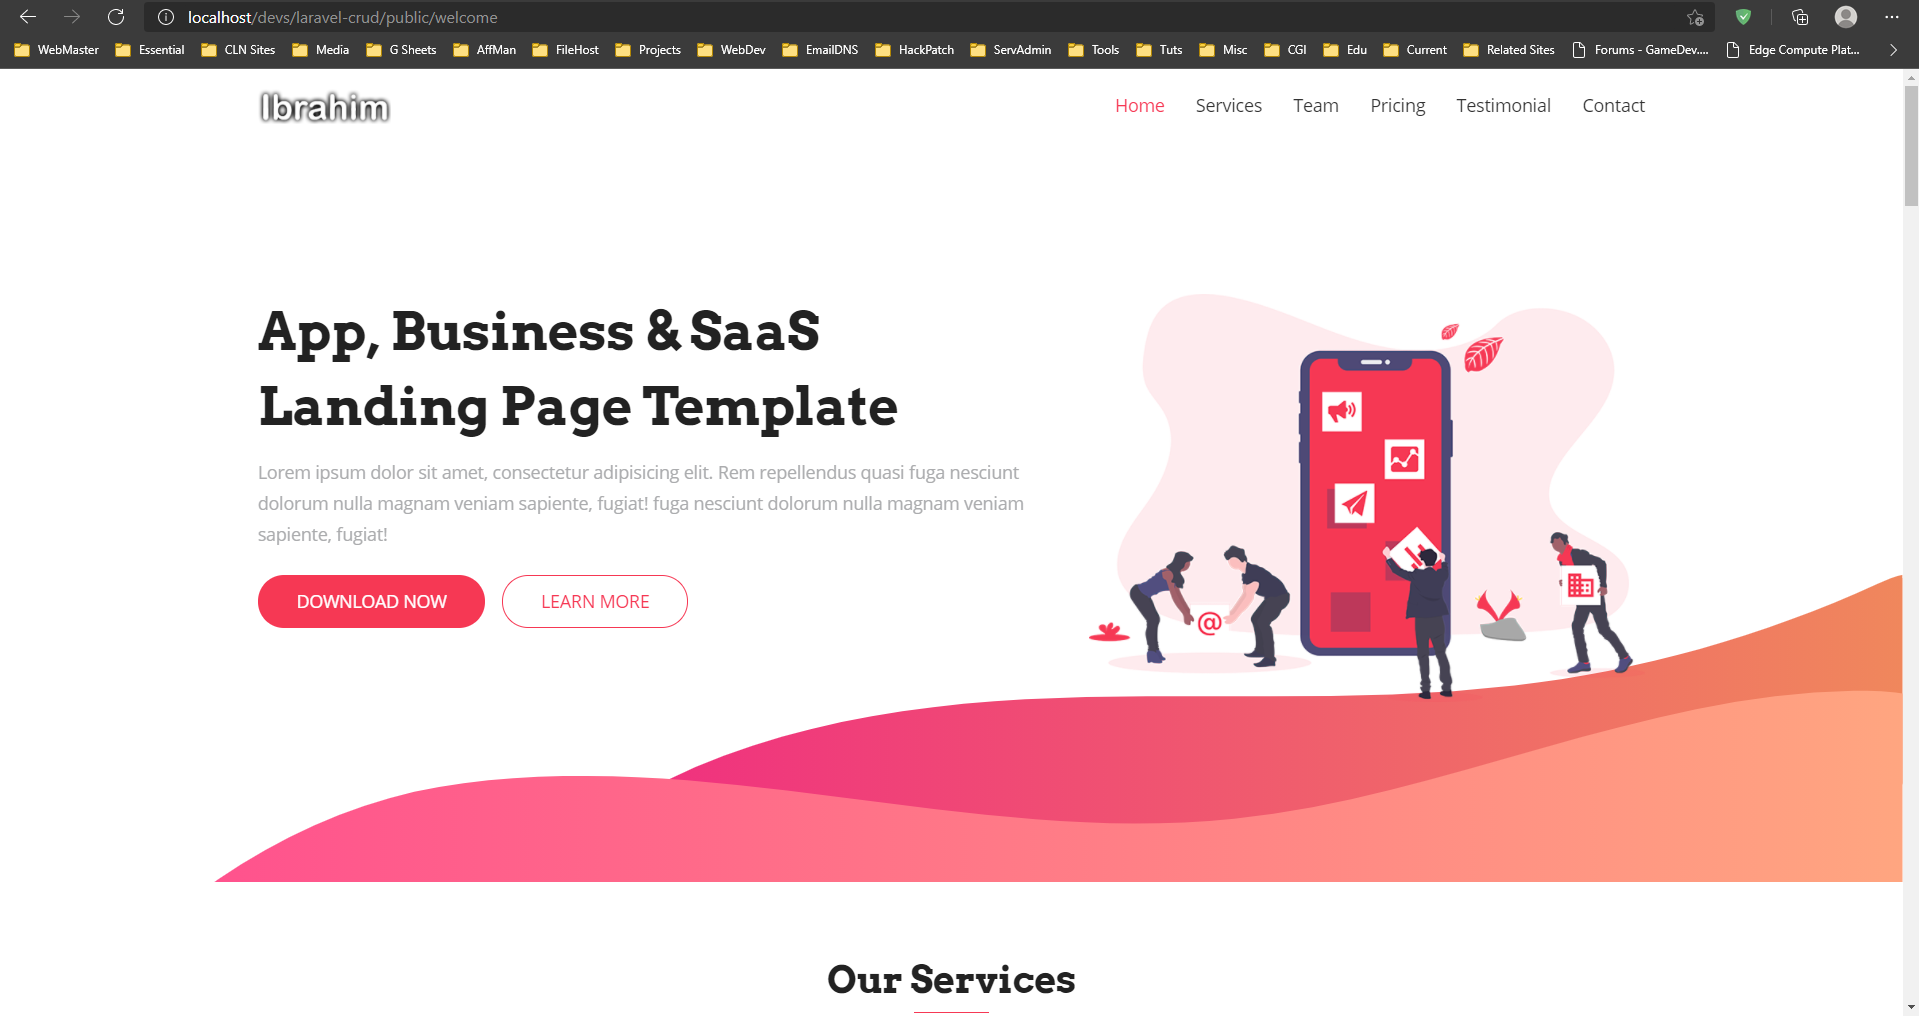 localhost/devs/laravel-crud/public/welcome
WebMaster Essential CLN Sites Media G Sheets AffMan FileHost Projects WebDev EmailDNS HackPatch ServAdmin Tools Tuts Misc CGI Edu Current Related Sites Forums - GameDev.... Edge Compute Plat...
Ibrahim
Home Services Team Pricing Testimonial Contact
App, Business & SaaS
Landing Page Template
Lorem ipsum dolor sit amet, consectetur adipisicing elit. Rem repellendus quasi fuga nesciunt
dolorum nulla magnam veniam sapiente, fugiat! fuga nesciunt dolorum nulla magnam veniam
sapiente, fugiat!
DOWNLOAD NOW LEARN MORE
@
Our Services